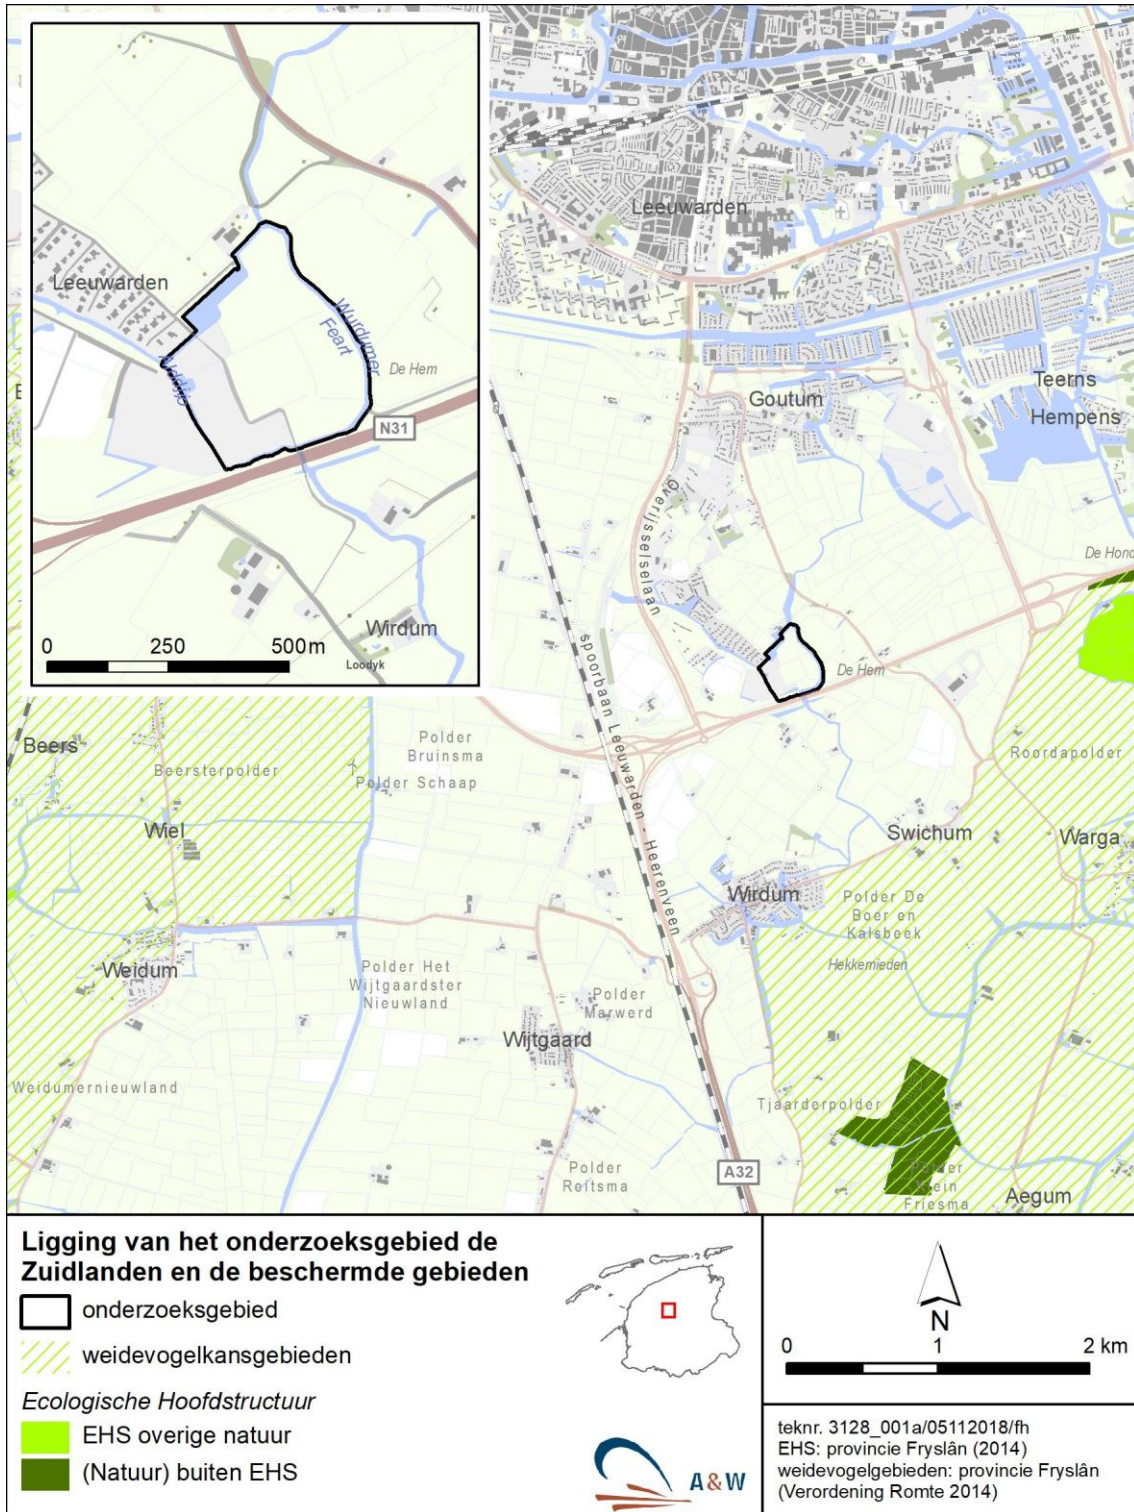 Leeuwarden
Wurdumer
Feart
De Hem
Alddijp
N31
0 250 500m
Wirdum
Loodyk
Leeuwarden
Goutum
Teerns
Hempens
Overijsselselaan
De Hond
De Hem
spoorbaan Leeuwarden - Heerenveen
Beers
Beersterpolder
Polder
Bruinsma
Polder Schaap
Roordapolder
Wiel
Swichum
Warga
Wirdum
Polder De
Boer en
Kalsbeek
Hekkemieden
Weidum
Polder Het
Wijtgaardster
Nieuwland
Polder
Marwerd
Wijtgaard
Weidumernieuwland
Tjaarderpolder
Polder
Reitsma
A32
Polder
Klein
Friesma
Aegum
Ligging van het onderzoeksgebied de
Zuidlanden en de beschermde gebieden
onderzoeksgebied
weidevogelkansgebieden
Ecologische Hoofdstructuur
EHS overige natuur
(Natuur) buiten EHS
A&W
N
0 1 2 km
teknr. 3128_001a/05112018/fh
EHS: provincie Fryslân (2014)
weidevogelgebieden: provincie Fryslân
(Verordening Romte 2014)